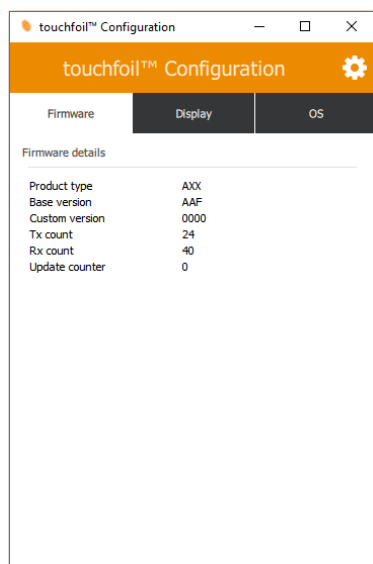 touchfoil™ Configuration
touchfoil™ Configuration
Firmware Display OS
Firmware details
Product type AXX
Base version AAF
Custom version 0000
Tx count 24
Rx count 40
Update counter 0